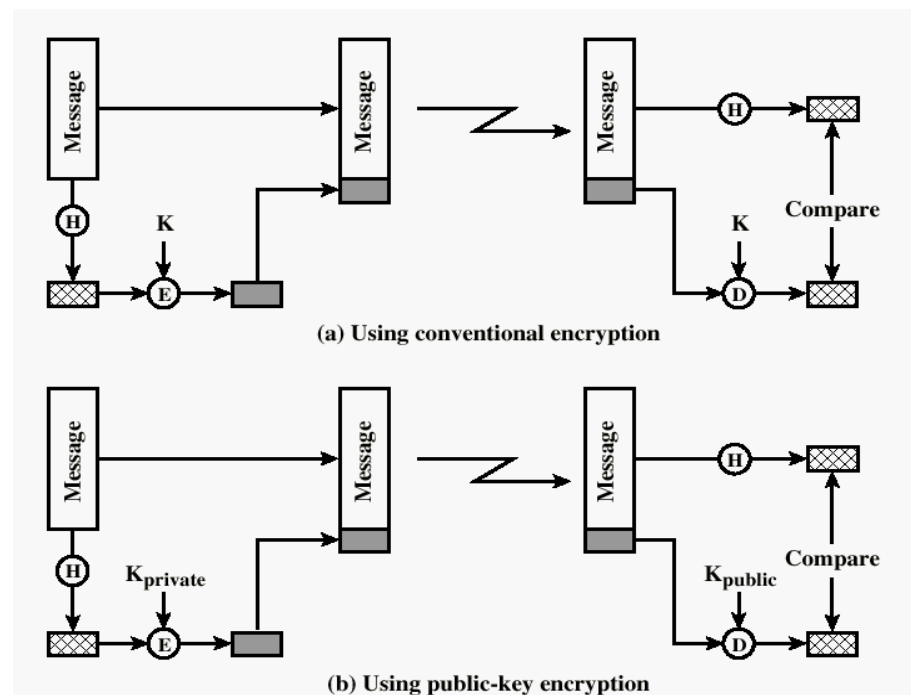 Message
Message
Message
H
H
K
K
Compare
E
D
(a) Using conventional encryption
Message
Message
Message
H
H
Kprivate
Kpublic
Compare
E
D
(b) Using public-key encryption